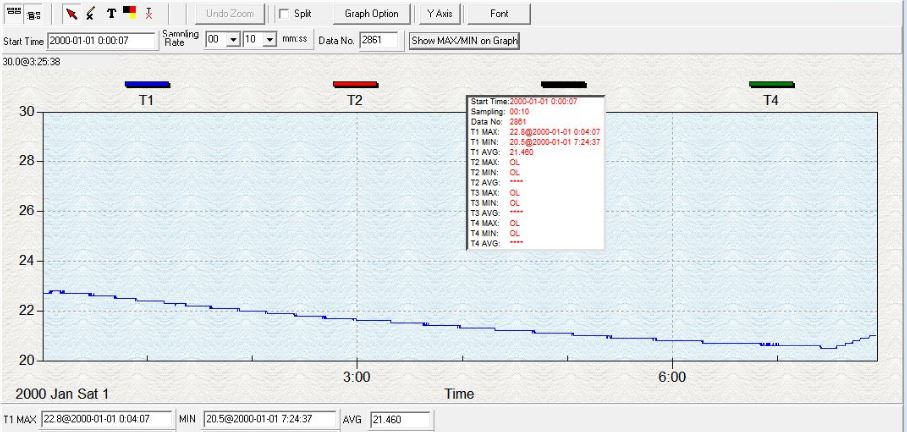 T Undo Zoom Split Graph Option Y Axis Font
Start Time 2000-01-01 0:00:07 Sampling Rate 00 10 mm:ss Data No. 2861 Show MAX/MIN on Graph
30.0@3:25:38
T1 T2 T4
Start Time:2000-01-01 0:00:07
Sampling: 00:10
Data No: 2861
T1 MAX: 22.8@2000-01-01 0:04:07
T1 MIN: 20.5@2000-01-01 7:24:37
T1 AVG: 21.460
T2 MAX: OL
T2 MIN: OL
T2 AVG: ****
T3 MAX: OL
T3 MIN: OL
T3 AVG: ****
T4 MAX: OL
T4 MIN: OL
T4 AVG: ****
30
28
26
24
22
20
3:00 6:00
2000 Jan Sat 1 Time
T1 MAX 22.8@2000-01-01 0:04:07 MIN 20.5@2000-01-01 7:24:37 AVG 21.460